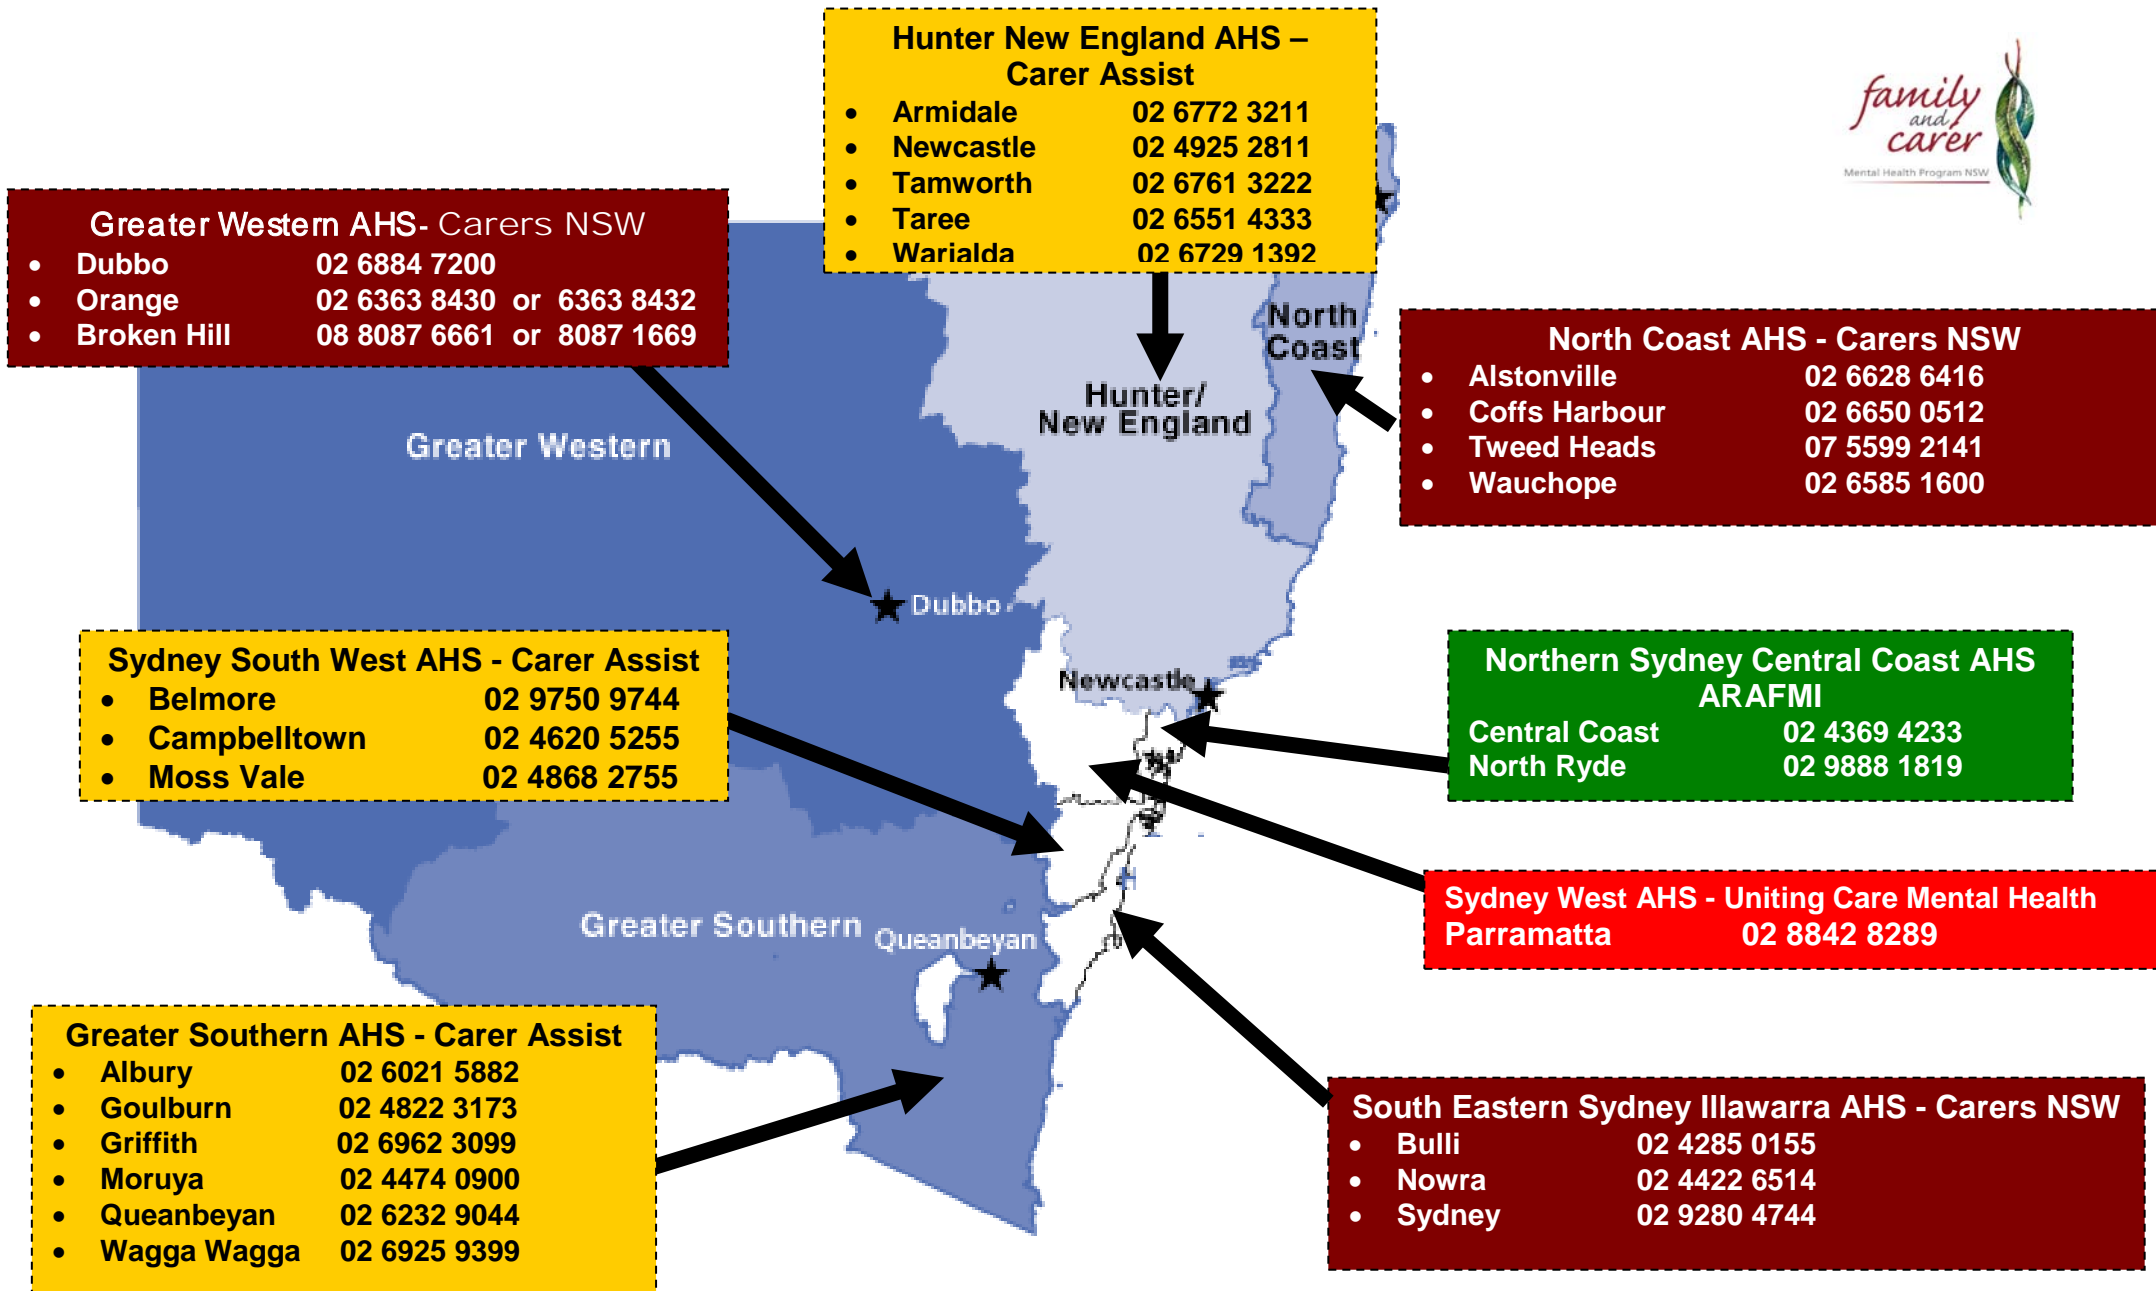 Hunter New England AHS –
Carer Assist
• Armidale 02 6772 3211
• Newcastle 02 4925 2811
• Tamworth 02 6761 3222
• Taree 02 6551 4333
• Warialda 02 6729 1392
family
and
carer
Mental Health Program NSW
Greater Western AHS- Carers NSW
• Dubbo 02 6884 7200
• Orange 02 6363 8430 or 6363 8432
• Broken Hill 08 8087 6661 or 8087 1669
North
Coast
Hunter/
New England
Greater Western
North Coast AHS - Carers NSW
• Alstonville 02 6628 6416
• Coffs Harbour 02 6650 0512
• Tweed Heads 07 5599 2141
• Wauchope 02 6585 1600
Dubbo
Newcastle
Sydney South West AHS - Carer Assist
• Belmore 02 9750 9744
• Campbelltown 02 4620 5255
• Moss Vale 02 4868 2755
Northern Sydney Central Coast AHS
ARAFMI
Central Coast 02 4369 4233
North Ryde 02 9888 1819
Sydney West AHS - Uniting Care Mental Health
Parramatta 02 8842 8289
Greater Southern
Queanbeyan
Greater Southern AHS - Carer Assist
• Albury 02 6021 5882
• Goulburn 02 4822 3173
• Griffith 02 6962 3099
• Moruya 02 4474 0900
• Queanbeyan 02 6232 9044
• Wagga Wagga 02 6925 9399
South Eastern Sydney Illawarra AHS - Carers NSW
• Bulli 02 4285 0155
• Nowra 02 4422 6514
• Sydney 02 9280 4744